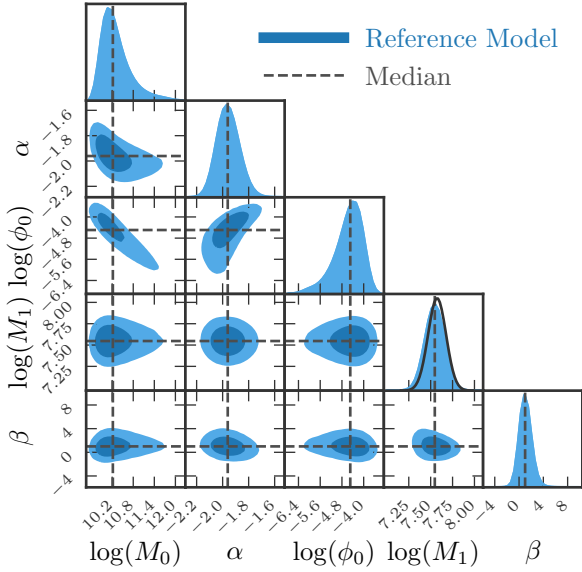 Reference Model
Median
α
−1.6
−1.8
−2.0
−2.2
log(ϕ₀)
−4.0
−4.8
−5.6
−6.4
log(M₁)
8.00
7.75
7.50
7.25
β
8
4
0
−4
10.2 10.8 11.4 12.0 −2.2 −2.0 −1.8 −1.6 −6.4 −5.6 −4.8 −4.0 7.25 7.50 7.75 8.00 −4 0 4 8
log(M₀) α log(ϕ₀) log(M₁) β